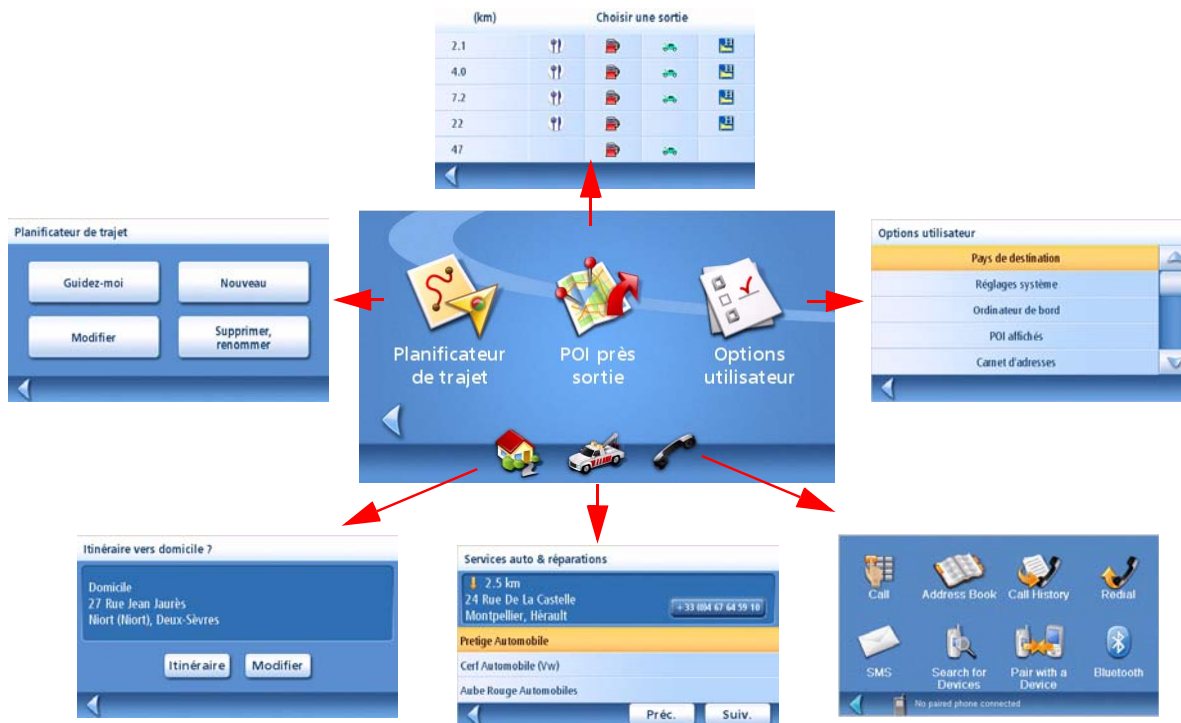 (km) Choisir une sortie
2.1
4.0
7.2
22
47
Planificateur de trajet
Guidez-moi Nouveau
Modifier Supprimer,
renommer
Planificateur
de trajet
POI près
sortie
Options
utilisateur
Options utilisateur
Pays de destination
Réglages système
Ordinateur de bord
POI affichés
Carnet d'adresses
Itinéraire vers domicile ?
Domicile
27 Rue Jean Jaurès
Niort (Niort), Deux-Sèvres
Itinéraire Modifier
Services auto & réparations
2.5 km
24 Rue De La Castelle
Montpellier, Hérault
+33 (0)4 67 64 59 10
Pretige Automobile
Cerf Automobile (Vw)
Aube Rouge Automobiles
Préc. Suiv.
Call Address Book Call History Redial
SMS Search for
Devices Pair with a
Device Bluetooth
No paired phone connected